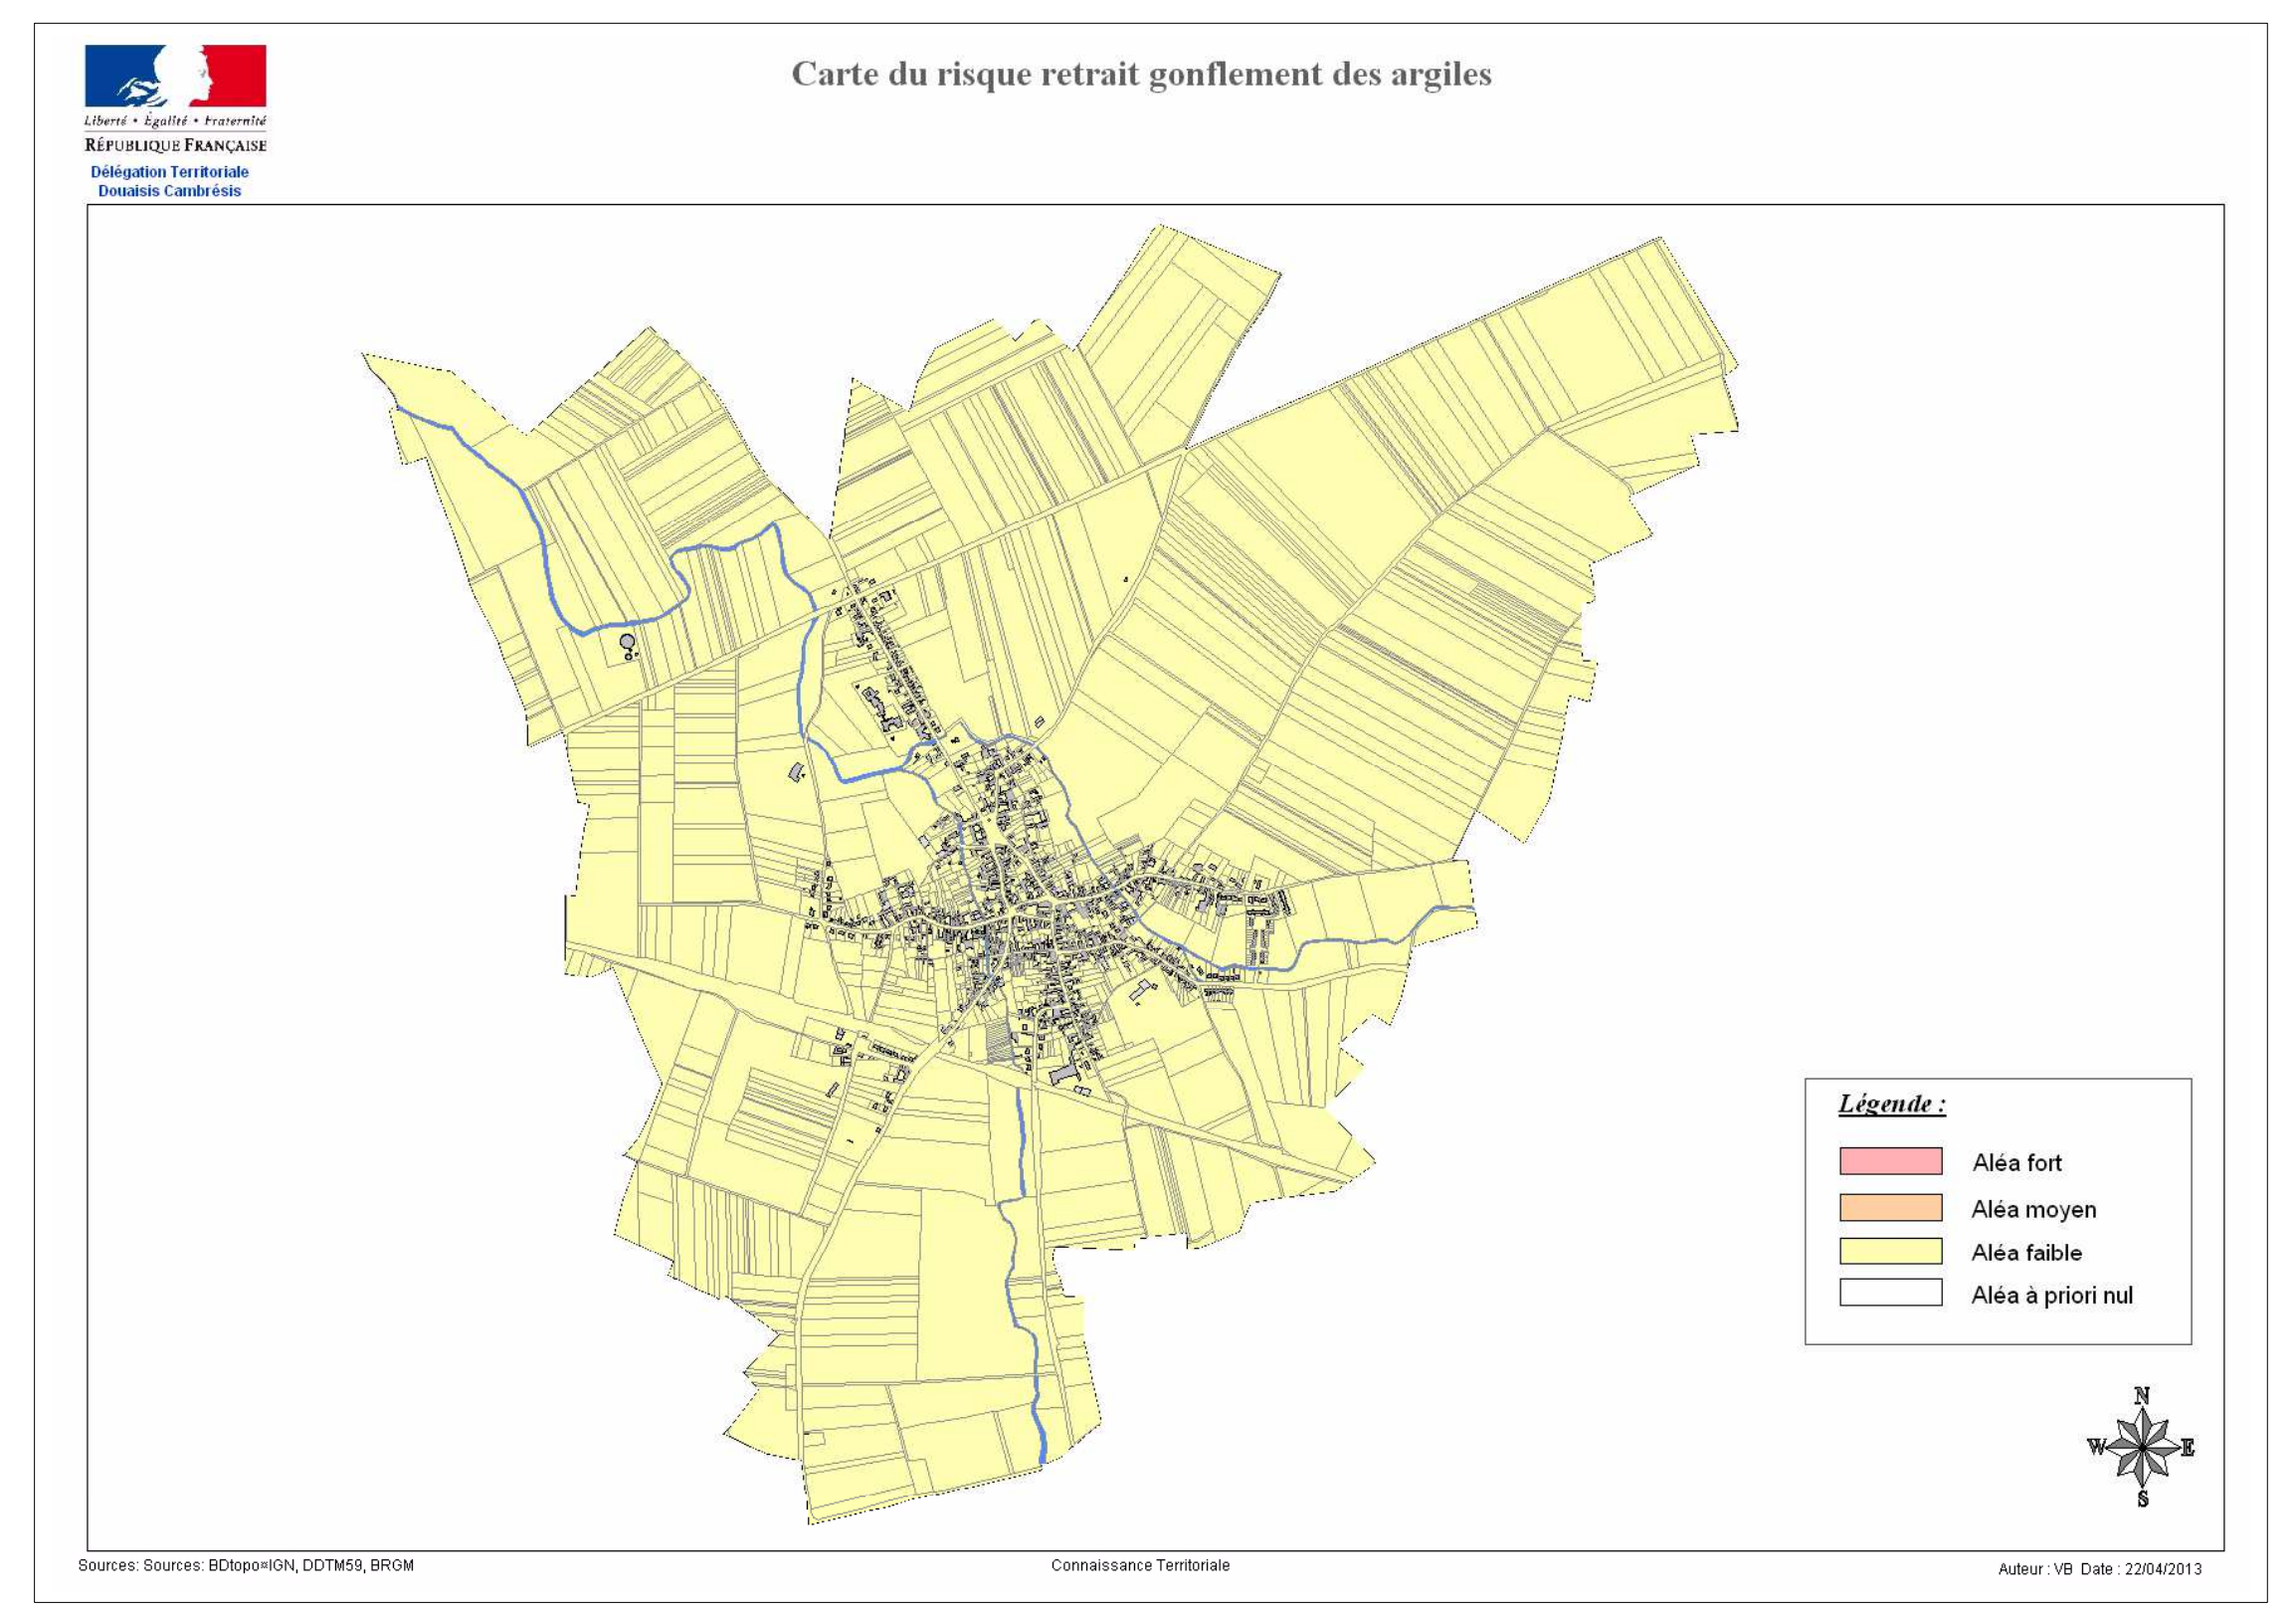 Carte du risque retrait gonflement des argiles
Liberté • Égalité • Fraternité
RÉPUBLIQUE FRANÇAISE
Délégation Territoriale
Douaisis Cambrésis
Légende :
Aléa fort
Aléa moyen
Aléa faible
Aléa à priori nul
N
W E
S
Sources: Sources: BDtopo¤IGN, DDTM59, BRGM
Connaissance Territoriale
Auteur : VB Date : 22/04/2013